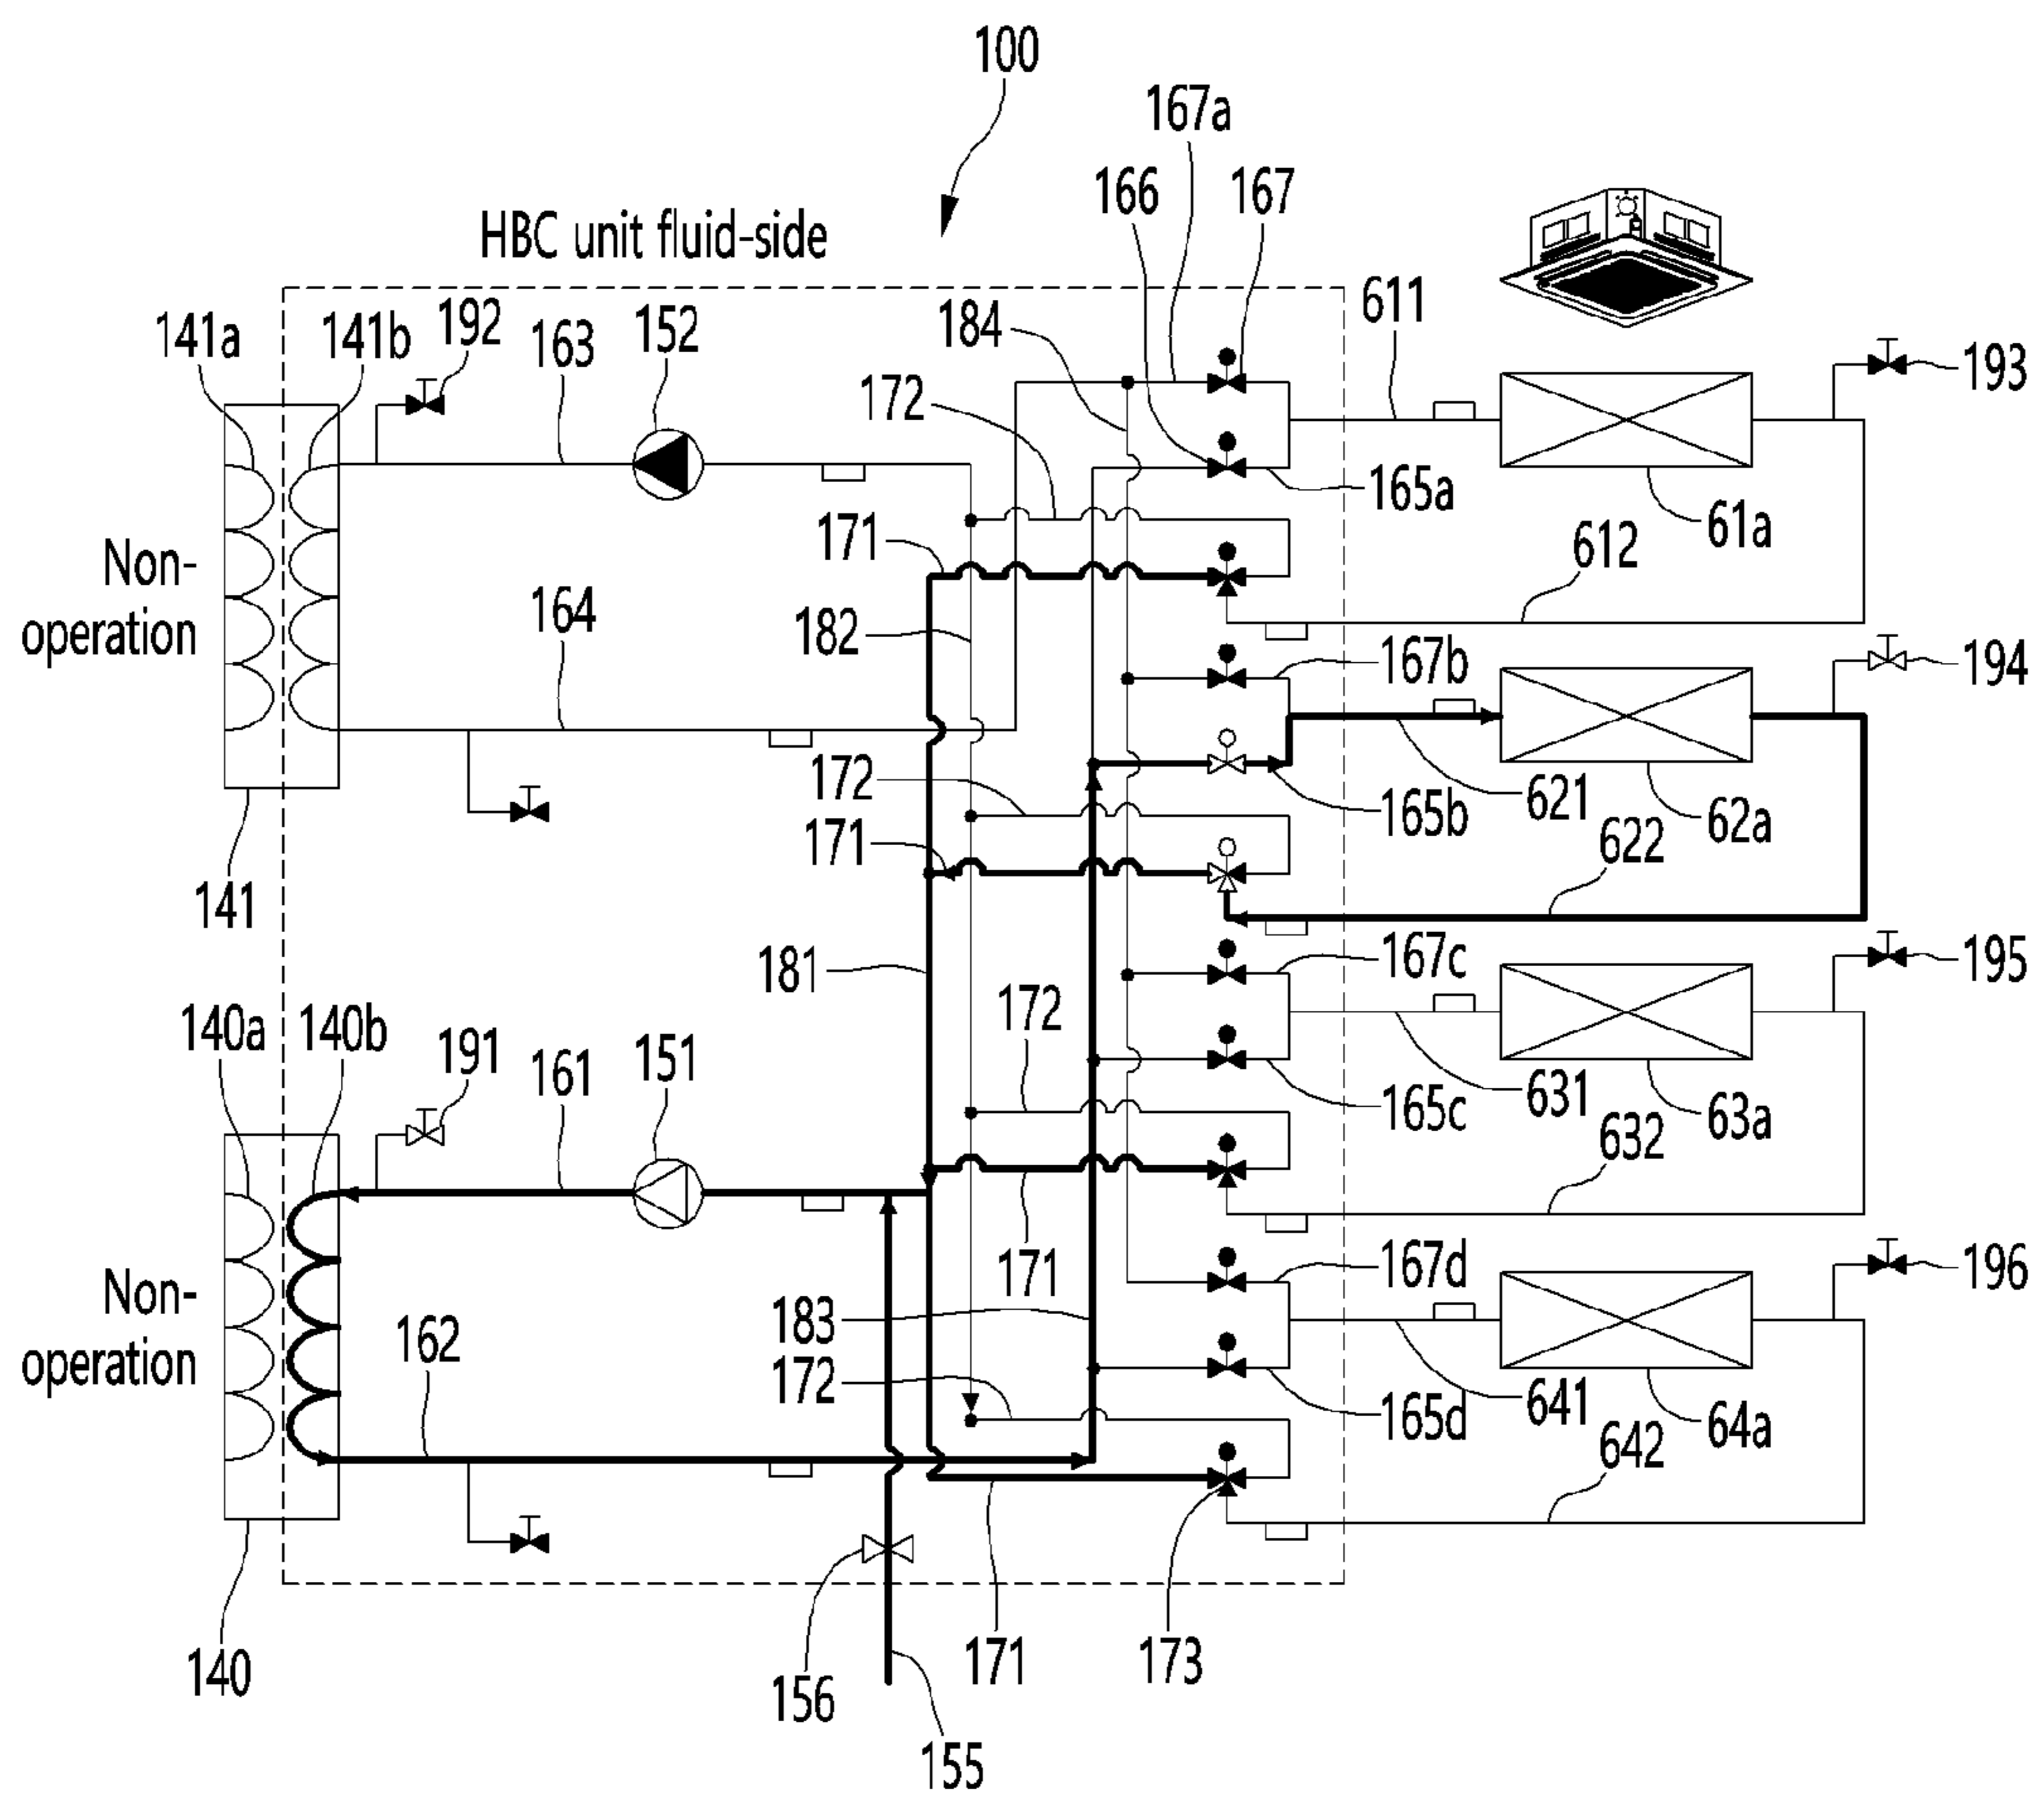 100
167a
166
167
HBC unit fluid-side
141a
141b
192
163
152
184
172
611
193
165a
171
61a
612
Non-
operation
164
182
167b
194
172
171
165b
621
62a
622
141
181
167c
195
140a
140b
191
161
151
172
165c
631
63a
632
171
167d
196
Non-
operation
162
183
172
165d
641
64a
642
140
156
171
173
155